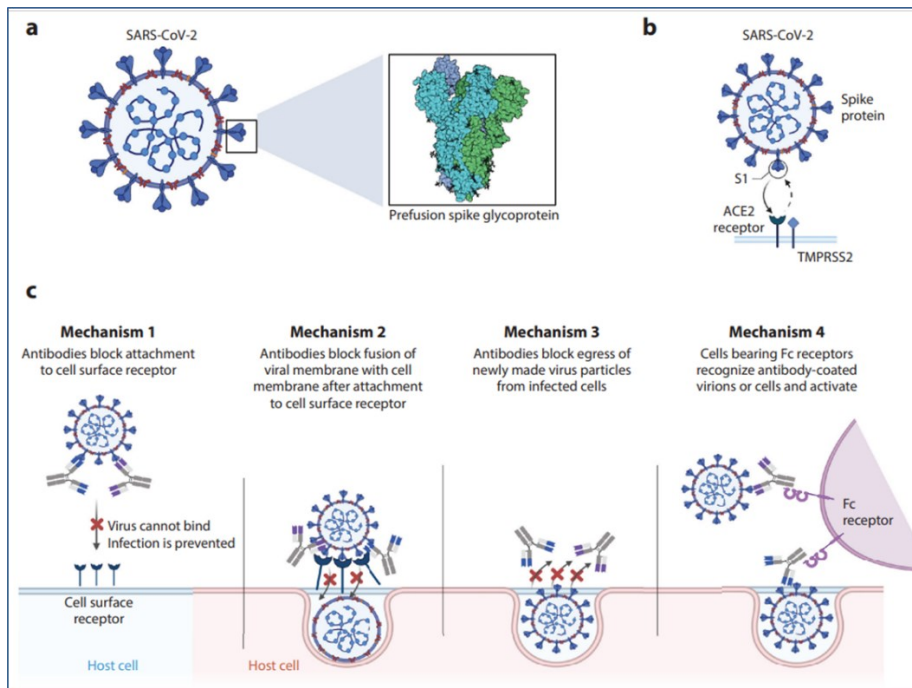 a
SARS-CoV-2
Prefusion spike glycoprotein
b
SARS-CoV-2
Spike
protein
S1
ACE2
receptor
TMPRSS2
c
Mechanism 1
Antibodies block attachment
to cell surface receptor
Virus cannot bind
Infection is prevented
Cell surface
receptor
Host cell
Mechanism 2
Antibodies block fusion of
viral membrane with cell
membrane after attachment
to cell surface receptor
Host cell
Mechanism 3
Antibodies block egress of
newly made virus particles
from infected cells
Mechanism 4
Cells bearing Fc receptors
recognize antibody-coated
virions or cells and activate
Fc
receptor